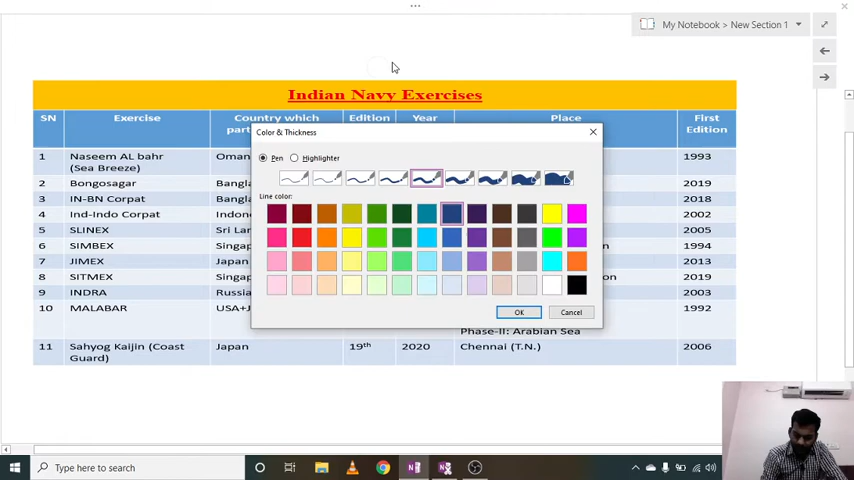 My Notebook > New Section 1
Indian Navy Exercises
SN Exercise Country which Edition Year Place First
Edition
Color & Thickness
Pen Highlighter
Line color:
OK Cancel
1 Naseem AL bahr Oman 1993
(Sea Breeze)
2 Bongosagar 2019
3 IN-BN Corpat 2018
4 Ind-Indo Corpat 2002
5 SLINEX Sri 2005
6 SIMBEX 1994
7 JIMEX Japan 2013
8 SITMEX 2019
9 INDRA Russia 2003
10 MALABAR 1992
Phase-II: Arabian Sea
11 Sahyog Kaijin (Coast Japan 19th 2020 Chennai (T.N.) 2006
Guard)
Type here to search